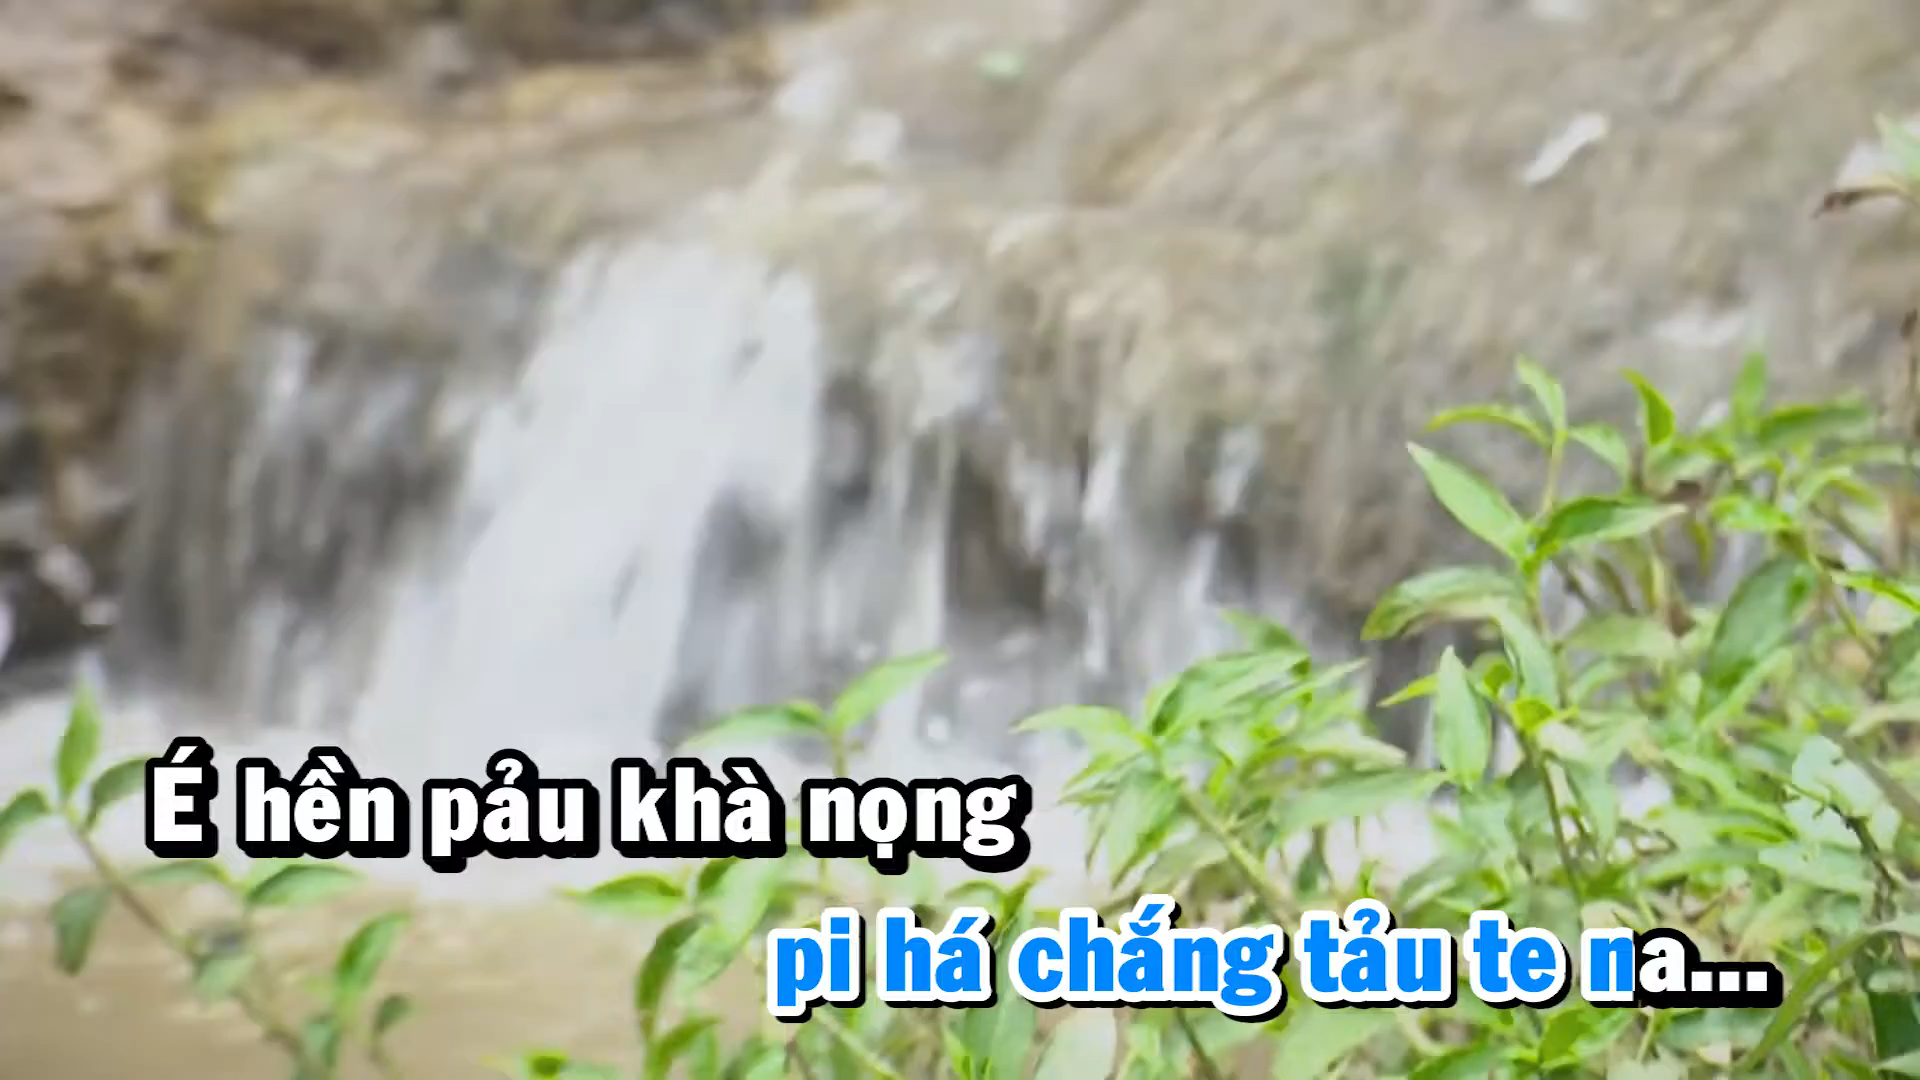 É hền pảu khà nọng
pi há chắng tảu te na...